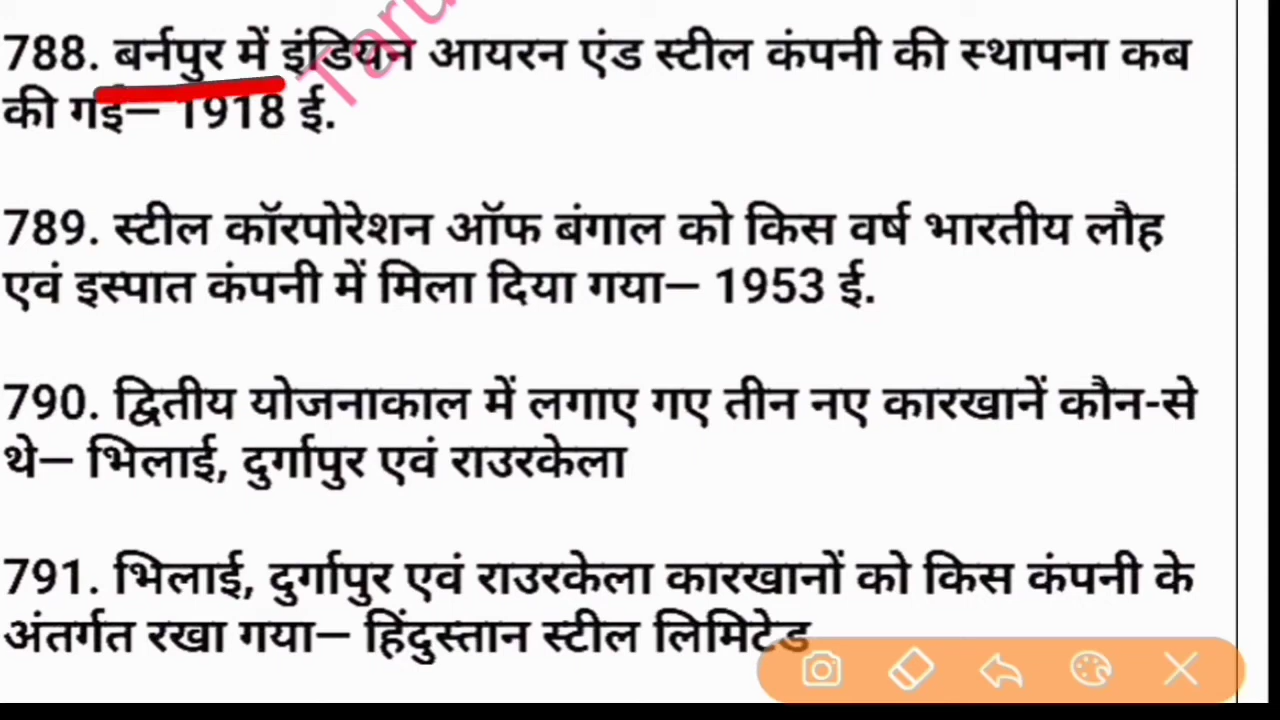 788. बर्नपुर में इंडियन आयरन एंड स्टील कंपनी की स्थापना कब
की गई— 1918 ई.
789. स्टील कॉरपोरेशन ऑफ बंगाल को किस वर्ष भारतीय लौह
एवं इस्पात कंपनी में मिला दिया गया— 1953 ई.
790. द्वितीय योजनाकाल में लगाए गए तीन नए कारखानें कौन-से
थे— भिलाई, दुर्गापुर एवं राउरकेला
791. भिलाई, दुर्गापुर एवं राउरकेला कारखानों को किस कंपनी के
अंतर्गत रखा गया— हिंदुस्तान स्टील लिमिटेड